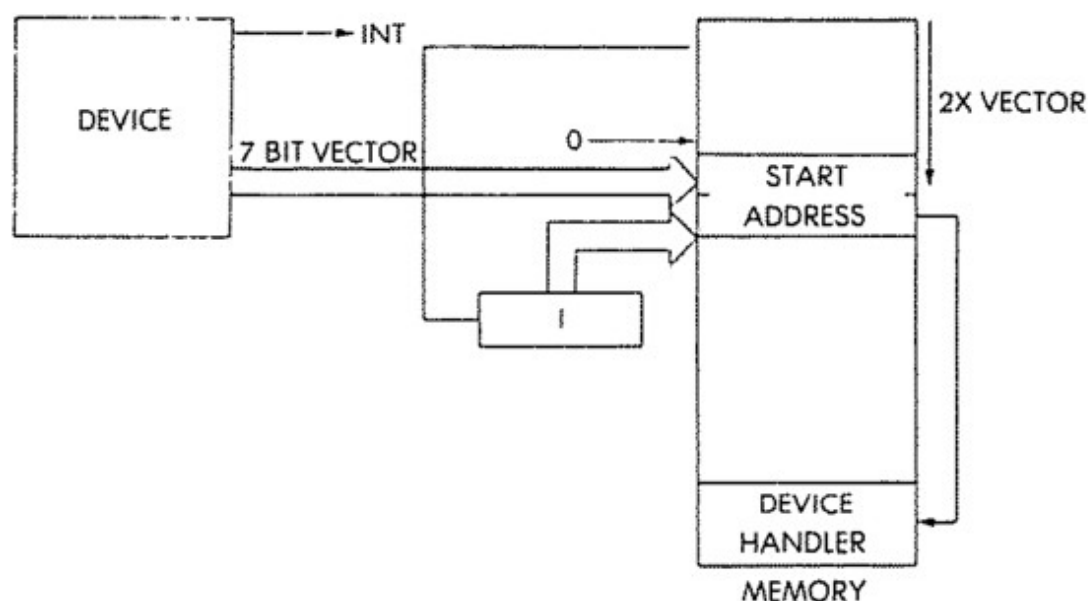 INT
DEVICE
2X VECTOR
7 BIT VECTOR
0
START
ADDRESS
I
DEVICE
HANDLER
MEMORY